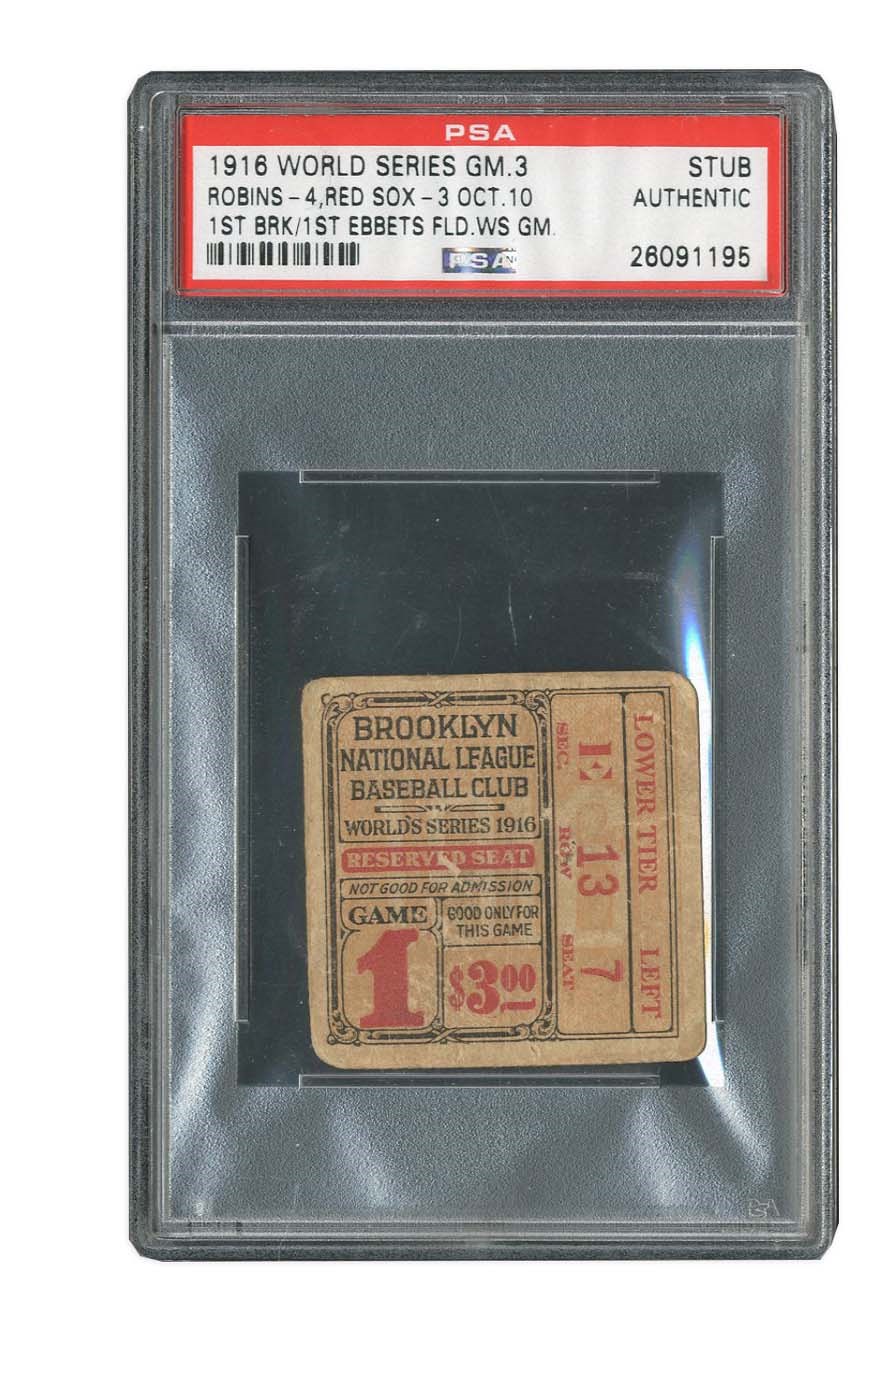 PSA
1916 WORLD SERIES GM.3 STUB
ROBINS - 4, RED SOX - 3 OCT.10 AUTHENTIC
1ST BRK/1ST EBBETS FLD.WS GM.
PSA 26091195
BROOKLYN
NATIONAL LEAGUE
BASEBALL CLUB
WORLD'S SERIES 1916
RESERVED SEAT
NOT GOOD FOR ADMISSION
GAME
1
GOOD ONLY FOR
THIS GAME
$3.00
LOWER TIER LEFT
SEC. E ROW 13 SEAT 7